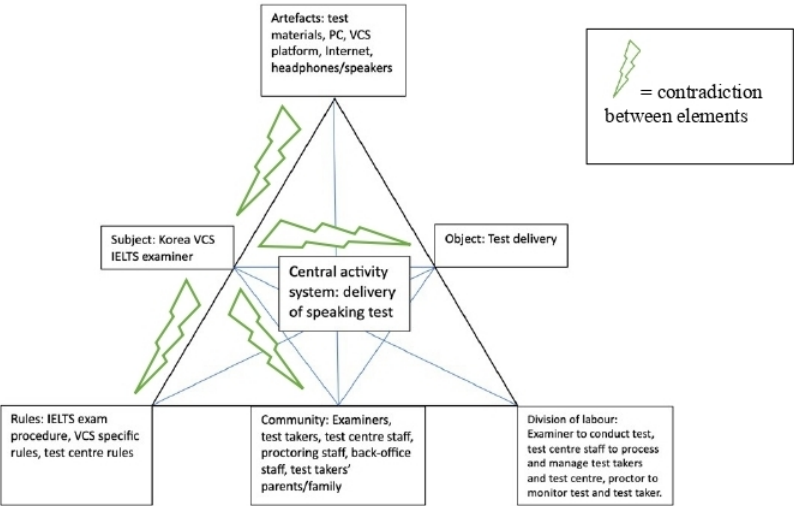 Artefacts: test
materials, PC, VCS
platform, Internet,
headphones/speakers
= contradiction
between elements
Subject: Korea VCS
IELTS examiner
Object: Test delivery
Central activity
system: delivery
of speaking test
Rules: IELTS exam
procedure, VCS specific
rules, test centre rules
Community: Examiners,
test takers, test centre staff,
proctoring staff, back-office
staff, test takers’
parents/family
Division of labour:
Examiner to conduct test,
test centre staff to process
and manage test takers
and test centre, proctor to
monitor test and test taker.